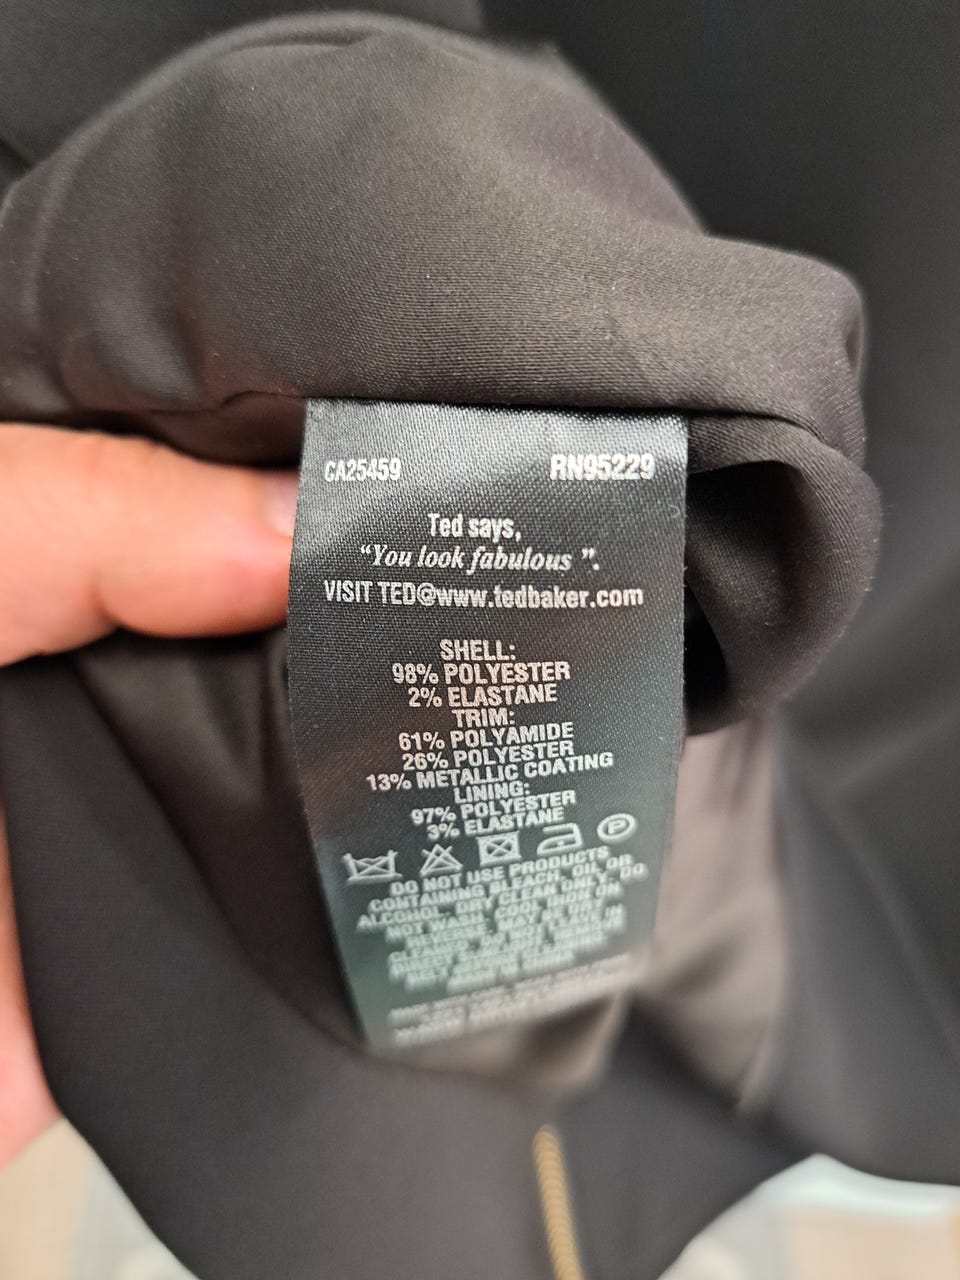 CA25459 RN95229
Ted says,
“You look fabulous ”.
VISIT TED@www.tedbaker.com
SHELL:
98% POLYESTER
2% ELASTANE
TRIM:
61% POLYAMIDE
26% POLYESTER
13% METALLIC COATING
LINING:
97% POLYESTER
3% ELASTANE
P
DO NOT USE PRODUCTS
CONTAINING BLEACH, OIL, OR
ALCOHOL. DRY CLEAN ONLY. DO
NOT WASH. COOL IRON ON
REVERSE.